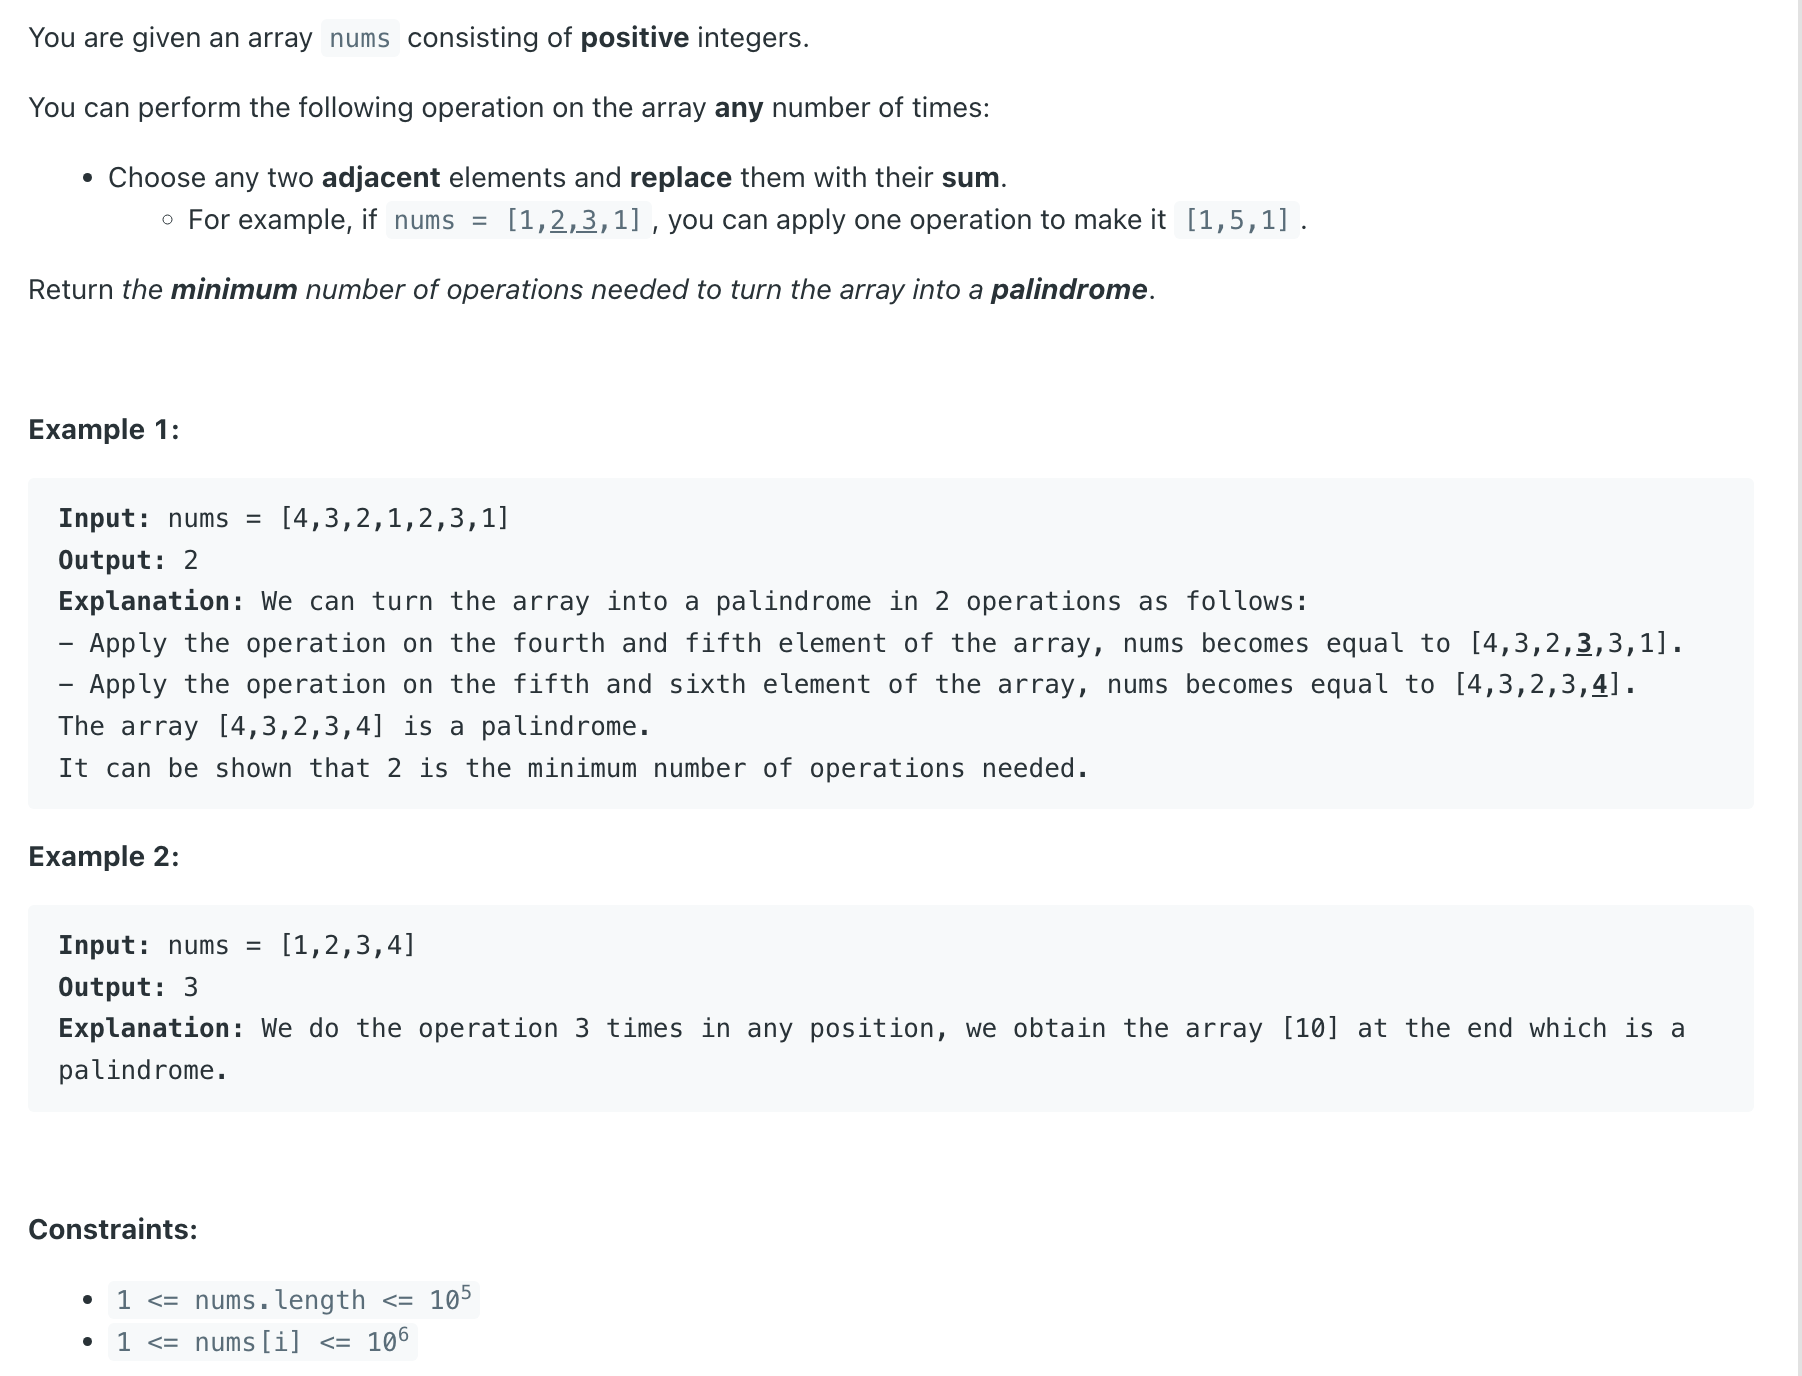 You are given an array nums consisting of positive integers.
You can perform the following operation on the array any number of times:
• Choose any two adjacent elements and replace them with their sum.
○ For example, if nums = [1,2,3,1] , you can apply one operation to make it [1,5,1] .
Return the minimum number of operations needed to turn the array into a palindrome.
Example 1:
Input: nums = [4,3,2,1,2,3,1]
Output: 2
Explanation: We can turn the array into a palindrome in 2 operations as follows:
– Apply the operation on the fourth and fifth element of the array, nums becomes equal to [4,3,2,3,3,1].
– Apply the operation on the fifth and sixth element of the array, nums becomes equal to [4,3,2,3,4].
The array [4,3,2,3,4] is a palindrome.
It can be shown that 2 is the minimum number of operations needed.
Example 2:
Input: nums = [1,2,3,4]
Output: 3
Explanation: We do the operation 3 times in any position, we obtain the array [10] at the end which is a
palindrome.
Constraints:
• 1 <= nums.length <= 10⁵
• 1 <= nums[i] <= 10⁶